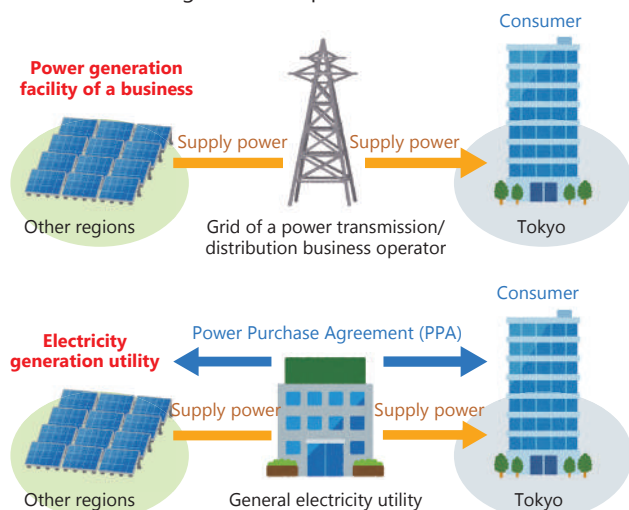 Consumer
Power generation
facility of a business
Supply power
Supply power
Other regions
Grid of a power transmission/
distribution business operator
Tokyo
Consumer
Electricity
generation utility
Power Purchase Agreement (PPA)
Supply power
Supply power
Other regions
General electricity utility
Tokyo